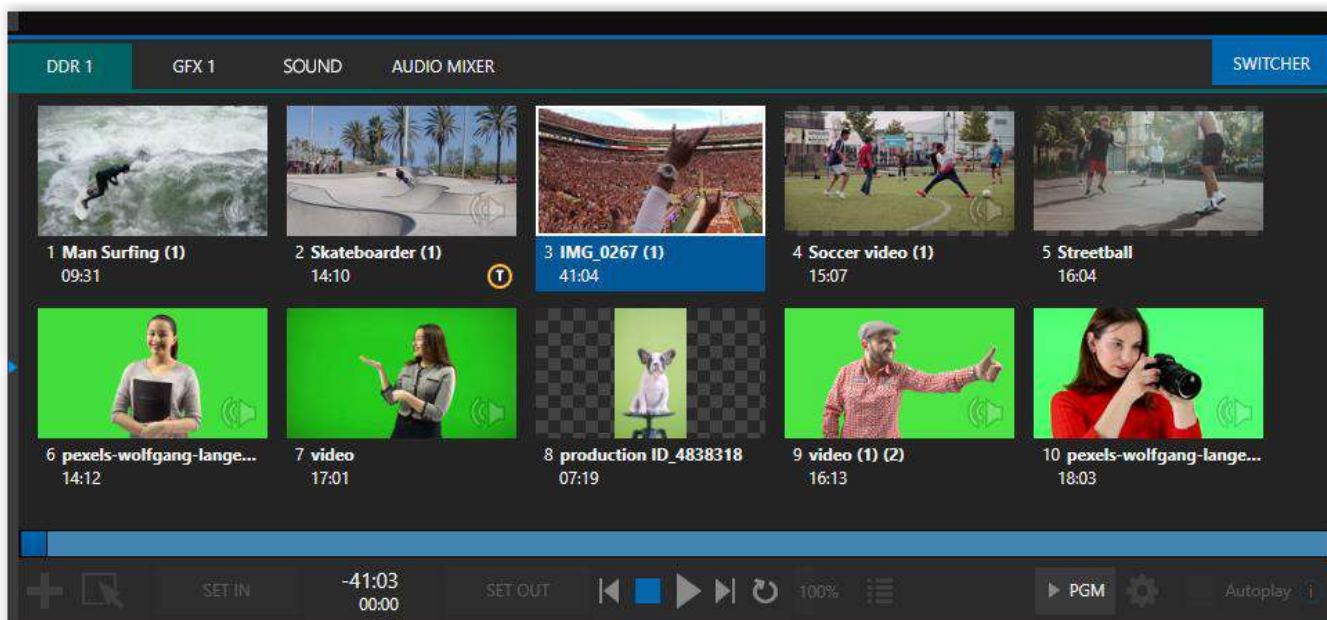 DDR 1 GFX 1 SOUND AUDIO MIXER SWITCHER
1 Man Surfing (1)
09:31
2 Skateboarder (1)
14:10
T
3 IMG_0267 (1)
41:04
4 Soccer video (1)
15:07
5 Streetball
16:04
6 pexels-wolfgang-lange...
14:12
7 video
17:01
8 production ID_4838318
07:19
9 video (1) (2)
16:13
10 pexels-wolfgang-lange...
18:03
SET IN
-41:03
00:00
SET OUT
100%
PGM
Autoplay i